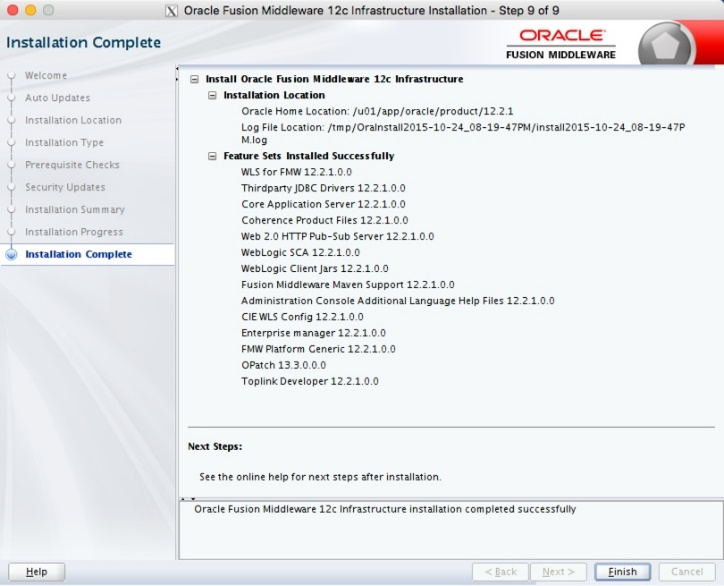 Oracle Fusion Middleware 12c Infrastructure Installation - Step 9 of 9
Installation Complete
ORACLE
FUSION MIDDLEWARE
Welcome
Auto Updates
Installation Location
Installation Type
Prerequisite Checks
Security Updates
Installation Summary
Installation Progress
Installation Complete
Install Oracle Fusion Middleware 12c Infrastructure
Installation Location
Oracle Home Location: /u01/app/oracle/product/12.2.1
Log File Location: /tmp/OraInstall2015-10-24_08-19-47PM/install2015-10-24_08-19-47P
M.log
Feature Sets Installed Successfully
WLS for FMW 12.2.1.0.0
Thirdparty JDBC Drivers 12.2.1.0.0
Core Application Server 12.2.1.0.0
Coherence Product Files 12.2.1.0.0
Web 2.0 HTTP Pub-Sub Server 12.2.1.0.0
WebLogic SCA 12.2.1.0.0
WebLogic Client Jars 12.2.1.0.0
Fusion Middleware Maven Support 12.2.1.0.0
Administration Console Additional Language Help Files 12.2.1.0.0
CIE WLS Config 12.2.1.0.0
Enterprise manager 12.2.1.0.0
FMW Platform Generic 12.2.1.0.0
OPatch 13.3.0.0.0
Toplink Developer 12.2.1.0.0
Next Steps:
See the online help for next steps after installation.
Oracle Fusion Middleware 12c Infrastructure installation completed successfully
Help
< Back
Next >
Finish
Cancel